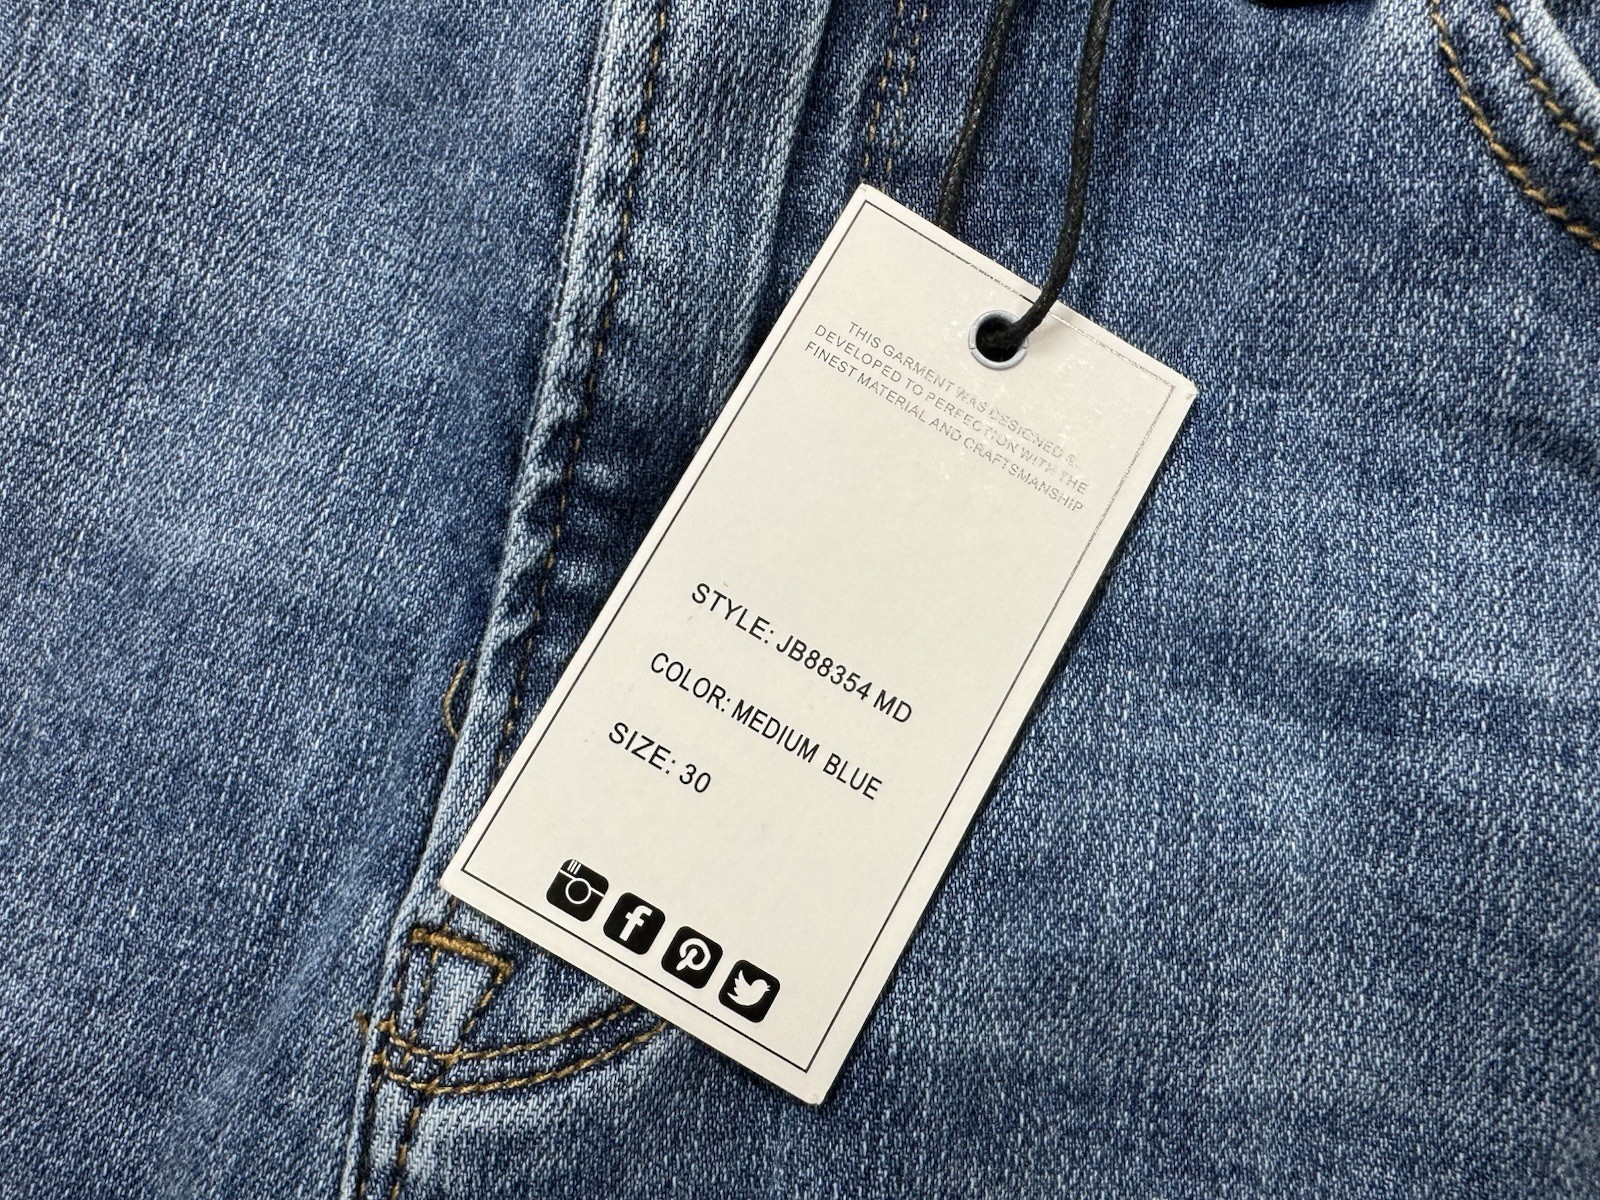 THIS GARMENT WAS DESIGNED &
DEVELOPED TO PERFECTION WITH THE
FINEST MATERIAL AND CRAFTSMANSHIP
STYLE: JB88354 MD
COLOR: MEDIUM BLUE
SIZE: 30